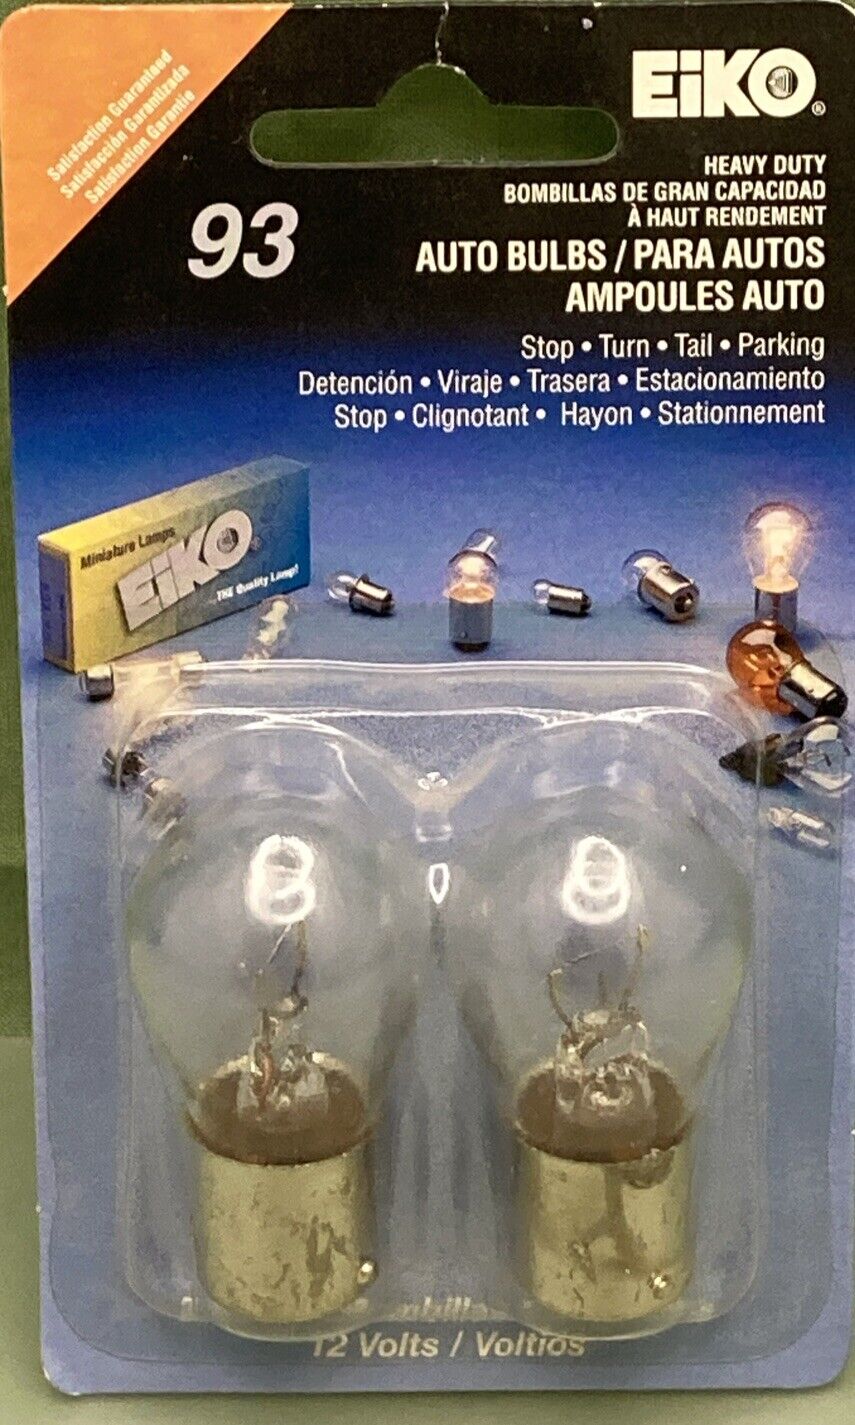 Satisfaction Guaranteed
Satisfacción Garantizada
Satisfaction Garantie
EiKO®
93
HEAVY DUTY
BOMBILLAS DE GRAN CAPACIDAD
À HAUT RENDEMENT
AUTO BULBS / PARA AUTOS
AMPOULES AUTO
Stop • Turn • Tail • Parking
Detención • Viraje • Trasera • Estacionamiento
Stop • Clignotant • Hayon • Stationnement
Miniature Lamps
EiKO®
...THE Quality Lamp!
12 Volts / Voltios